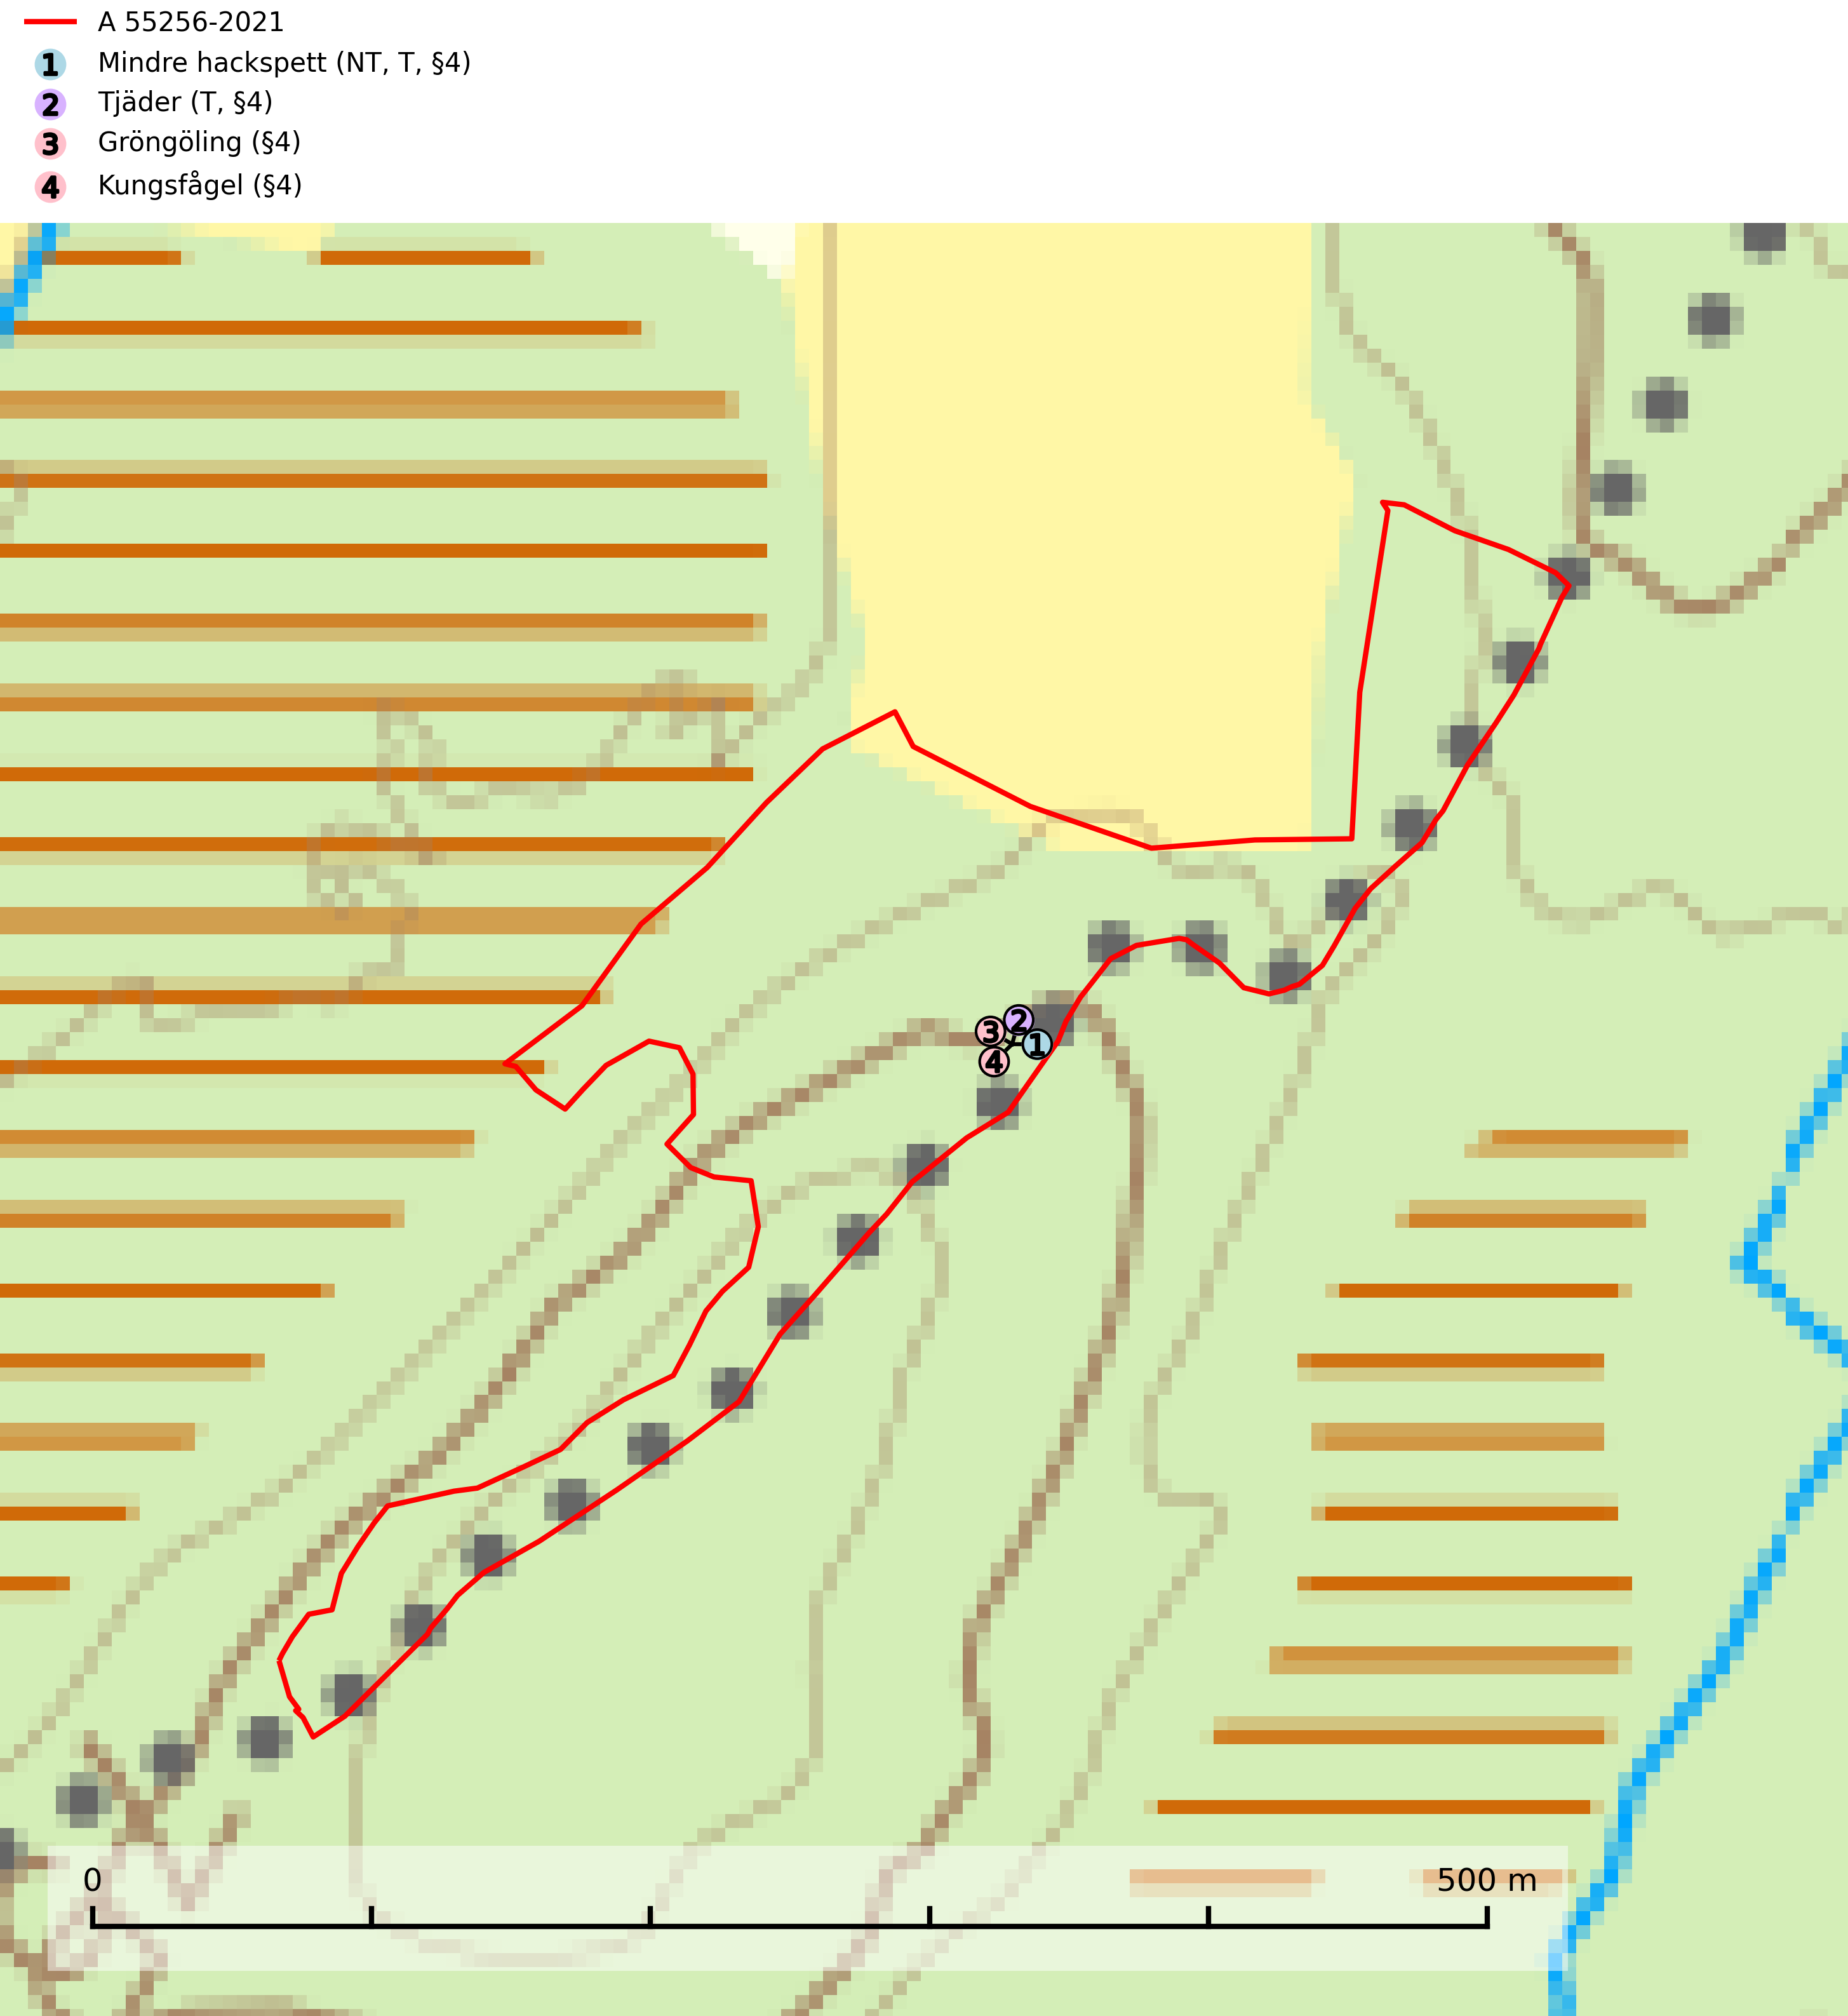 A 55256-2021
1 Mindre hackspett (NT, T, §4)
2 Tjäder (T, §4)
3 Gröngöling (§4)
4 Kungsfågel (§4)
2
3
1
4
0 500 m